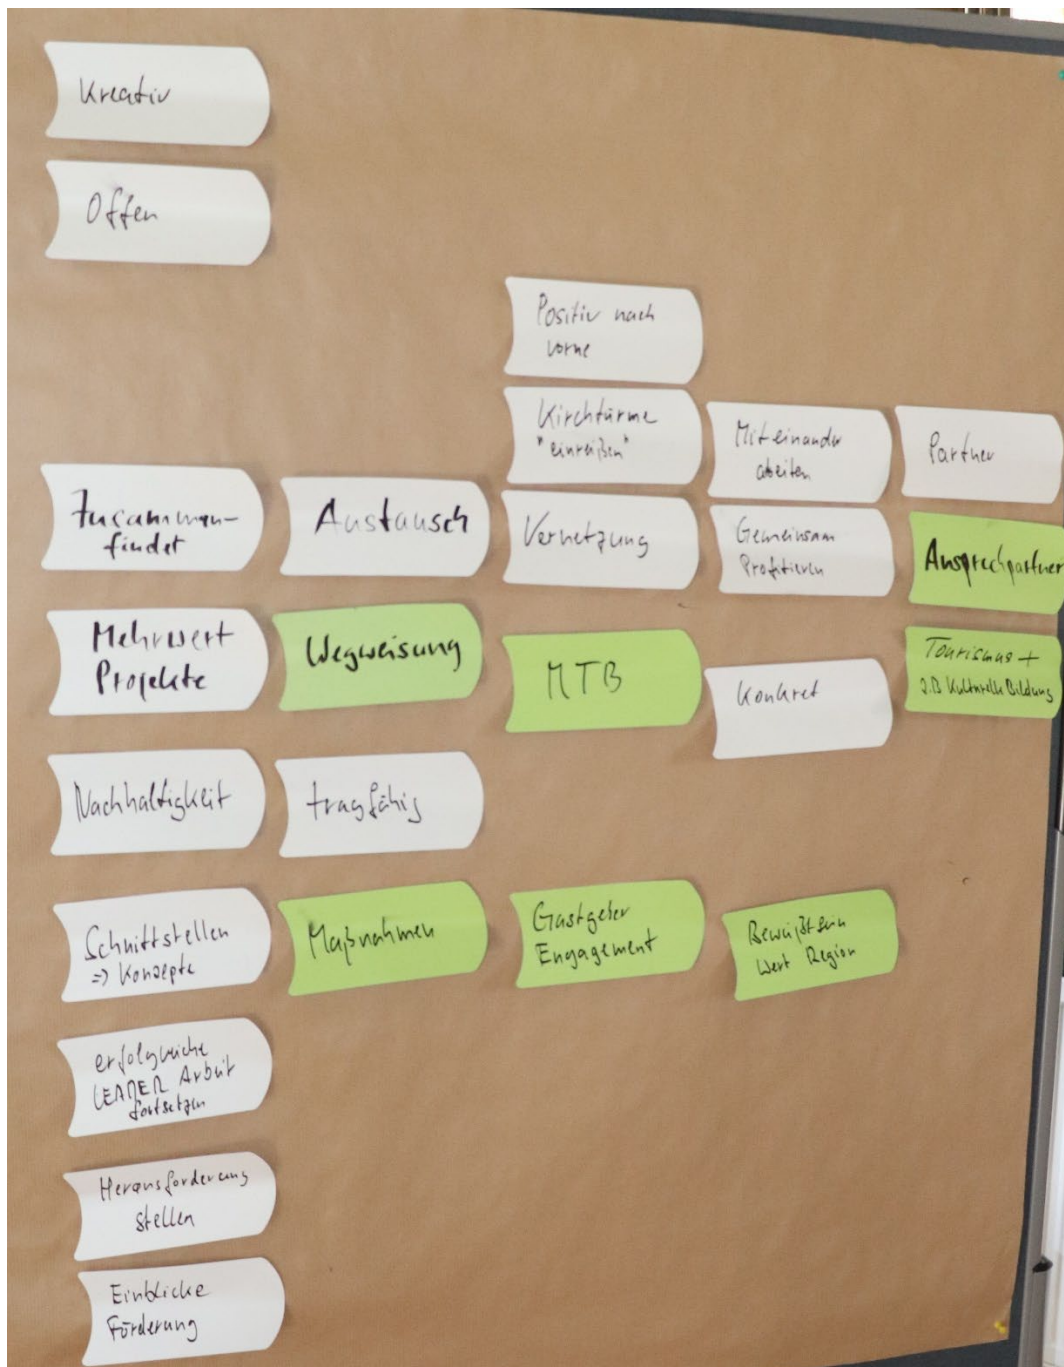 Kreativ
Offen
Positiv nach
vorne
Kirchtürme
"einreißen"
Miteinander
abeiten
Partner
Zusammen-
findet
Austausch
Vernetzung
Gemeinsam
Profitieren
Ansprechpartner
Mehrwert
Projekte
Wegweisung
MTB
Konkret
Tourismus +
z.B Kulturelle Bildung
Nachhaltigkeit
tragfähig
Schnittstellen
=> Konzepte
Maßnahmen
Gastgeber
Engagement
Bewußtsein
Wert Region
erfolgreiche
LEADER Arbeit
fortsetzen
Herausforderung
stellen
Einblicke
Förderung